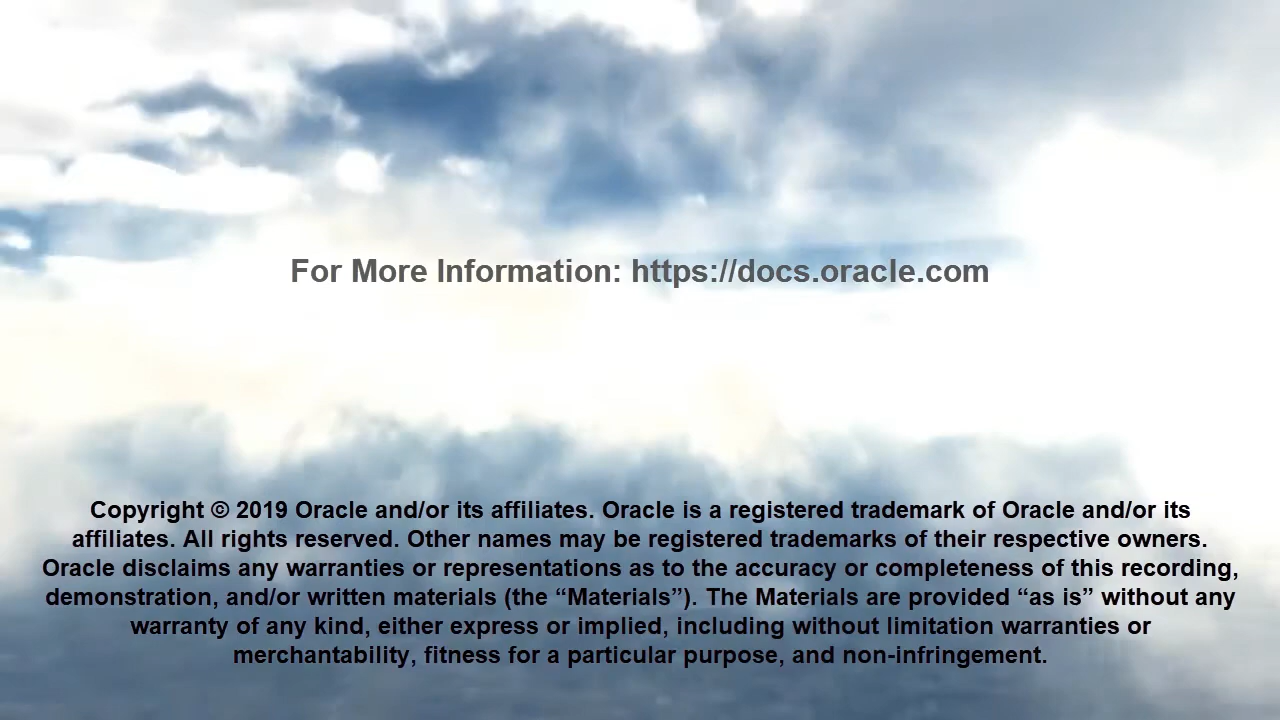 For More Information: https://docs.oracle.com
Copyright © 2019 Oracle and/or its affiliates. Oracle is a registered trademark of Oracle and/or its
affiliates. All rights reserved. Other names may be registered trademarks of their respective owners.
Oracle disclaims any warranties or representations as to the accuracy or completeness of this recording,
demonstration, and/or written materials (the “Materials”). The Materials are provided “as is” without any
warranty of any kind, either express or implied, including without limitation warranties or
merchantability, fitness for a particular purpose, and non-infringement.